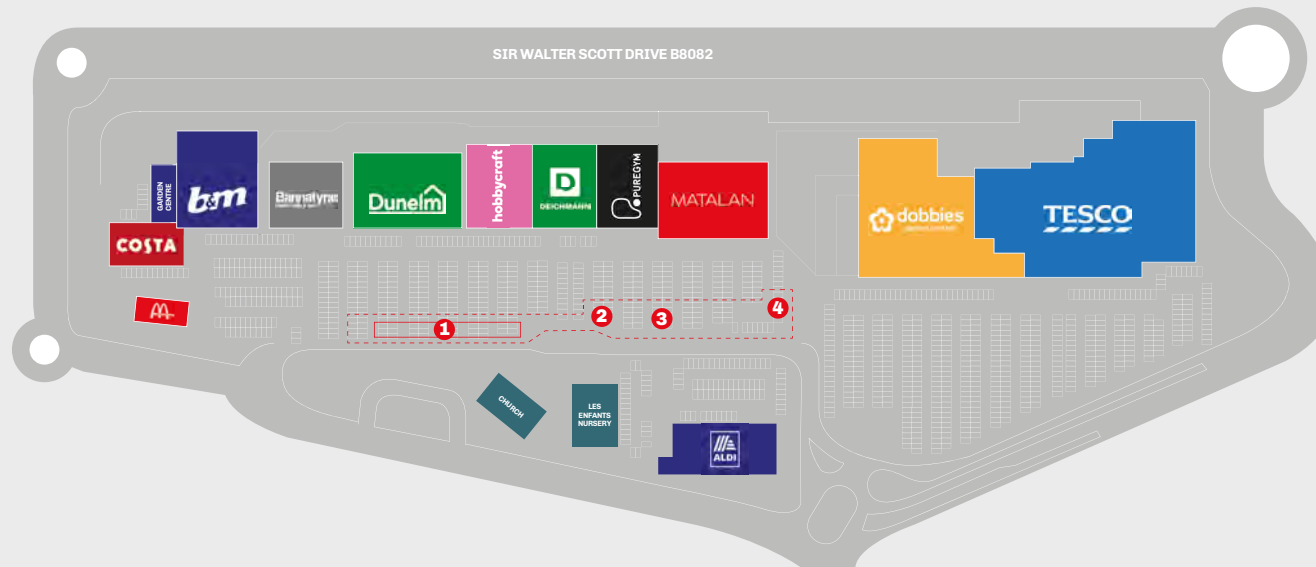 SIR WALTER SCOTT DRIVE B8082
GARDEN
CENTRE
b&m
Bannatyne
Dunelm
hobbycraft
D
DEICHMANN
PUREGYM
MATALAN
dobbies
TESCO
COSTA
M
1
2
3
4
CHURCH
LES
ENFANTS
NURSERY
ALDI